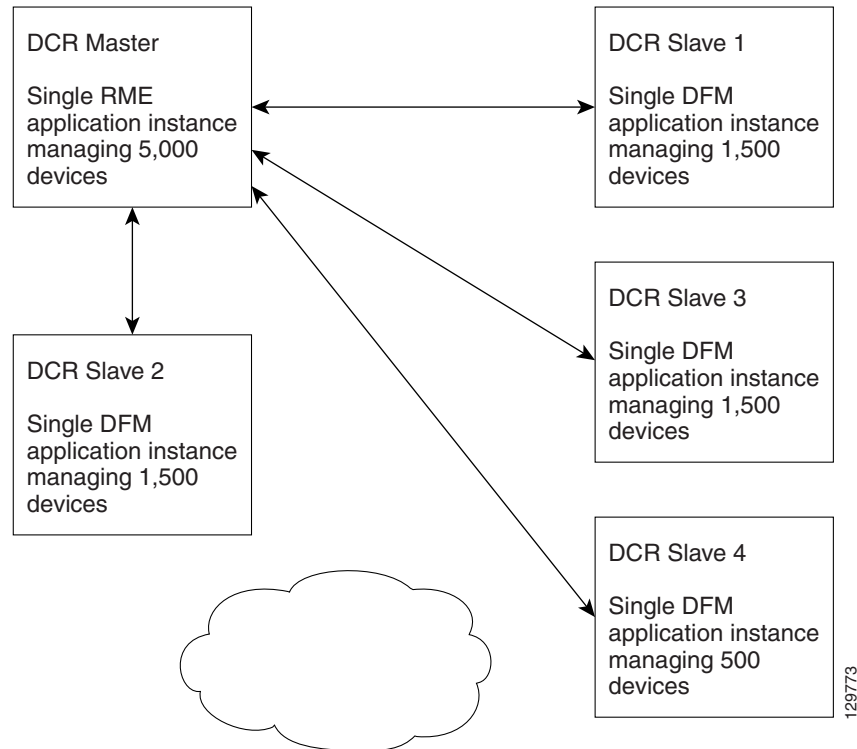 DCR Master
Single RME
application instance
managing 5,000
devices
DCR Slave 1
Single DFM
application instance
managing 1,500
devices
DCR Slave 2
Single DFM
application instance
managing 1,500
devices
DCR Slave 3
Single DFM
application instance
managing 1,500
devices
DCR Slave 4
Single DFM
application instance
managing 500
devices
129773